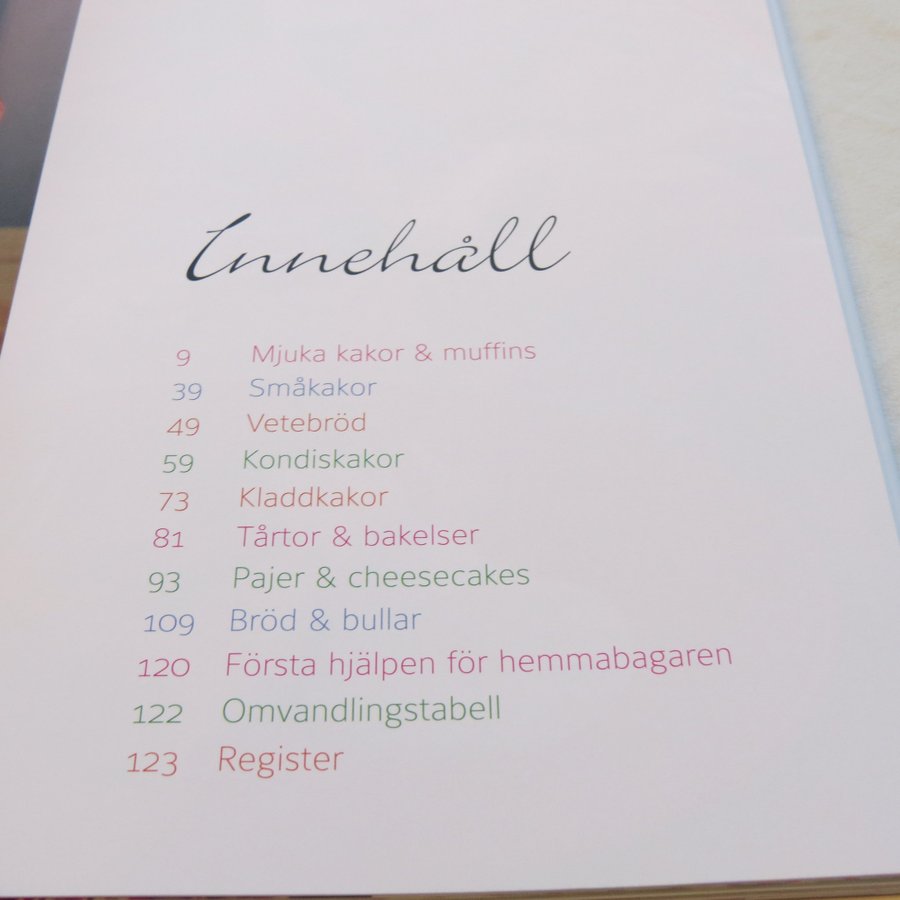 Innehåll
9 Mjuka kakor & muffins
39 Småkakor
49 Vetebröd
59 Kondiskakor
73 Kladdkakor
81 Tårtor & bakelser
93 Pajer & cheesecakes
109 Bröd & bullar
120 Första hjälpen för hemmabagaren
122 Omvandlingstabell
123 Register